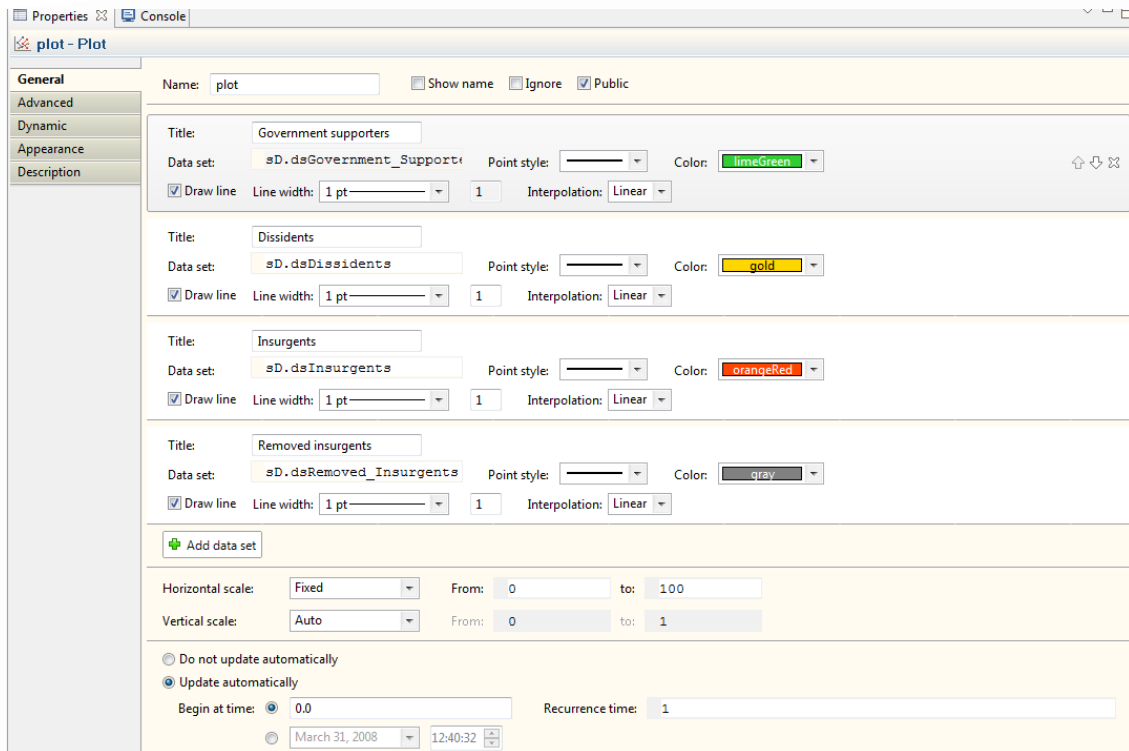 Properties Console
plot - Plot
General
Advanced
Dynamic
Appearance
Description
Name: plot Show name Ignore Public
Title: Government supporters
Data set: sD.dsGovernment_Supporte Point style: Color: limeGreen
Draw line Line width: 1 pt 1 Interpolation: Linear
Title: Dissidents
Data set: sD.dsDissidents Point style: Color: gold
Draw line Line width: 1 pt 1 Interpolation: Linear
Title: Insurgents
Data set: sD.dsInsurgents Point style: Color: orangeRed
Draw line Line width: 1 pt 1 Interpolation: Linear
Title: Removed insurgents
Data set: sD.dsRemoved_Insurgents Point style: Color: gray
Draw line Line width: 1 pt 1 Interpolation: Linear
Add data set
Horizontal scale: Fixed From: 0 to: 100
Vertical scale: Auto From: 0 to: 1
Do not update automatically
Update automatically
Begin at time: 0.0 Recurrence time: 1
March 31, 2008 12:40:32